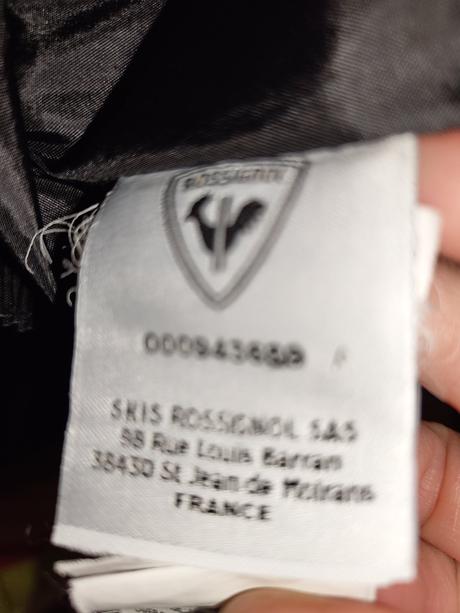 ROSSIGNOL
SKIS ROSSIGNOL SAS
98 Rue Louis Barran
38430 St Jean de Moirans
FRANCE